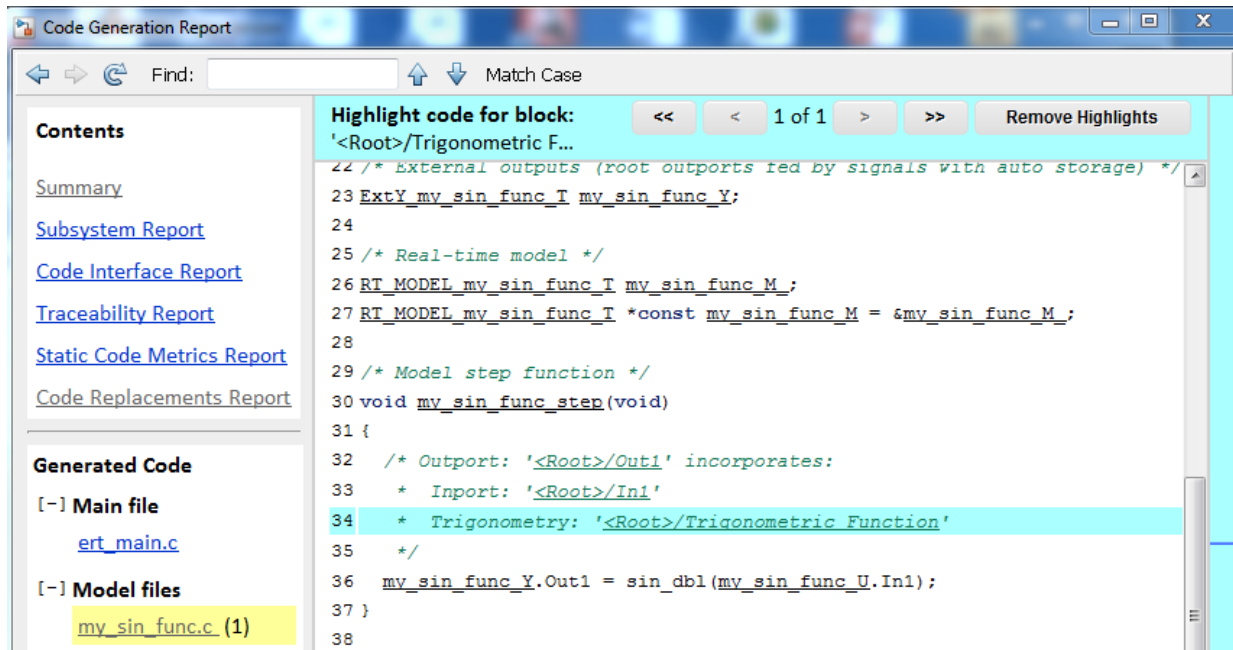 Code Generation Report
Find: Match Case
Contents
Summary
Subsystem Report
Code Interface Report
Traceability Report
Static Code Metrics Report
Code Replacements Report
Generated Code
[-] Main file
ert_main.c
[-] Model files
my_sin_func.c (1)
Highlight code for block:
'<Root>/Trigonometric F...
<< < 1 of 1 > >> Remove Highlights
22 /* External outputs (root outports fed by signals with auto storage) */
23 ExtY_my_sin_func_T my_sin_func_Y;
24
25 /* Real-time model */
26 RT_MODEL_my_sin_func_T my_sin_func_M_;
27 RT_MODEL_my_sin_func_T *const my_sin_func_M = &my_sin_func_M_;
28
29 /* Model step function */
30 void my_sin_func_step(void)
31 {
32   /* Outport: '<Root>/Out1' incorporates:
33    *  Inport: '<Root>/In1'
34    *  Trigonometry: '<Root>/Trigonometric Function'
35    */
36   my_sin_func_Y.Out1 = sin_dbl(my_sin_func_U.In1);
37 }
38